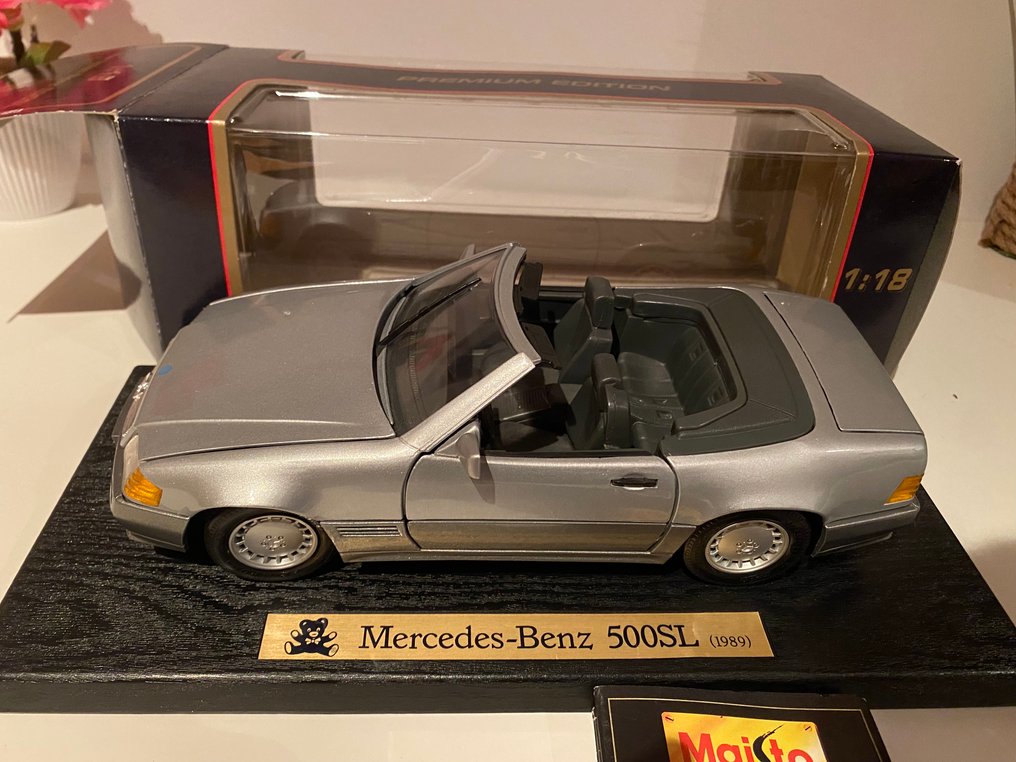 PREMIUM EDITION
1:18
Mercedes-Benz 500SL (1989)
Maisto